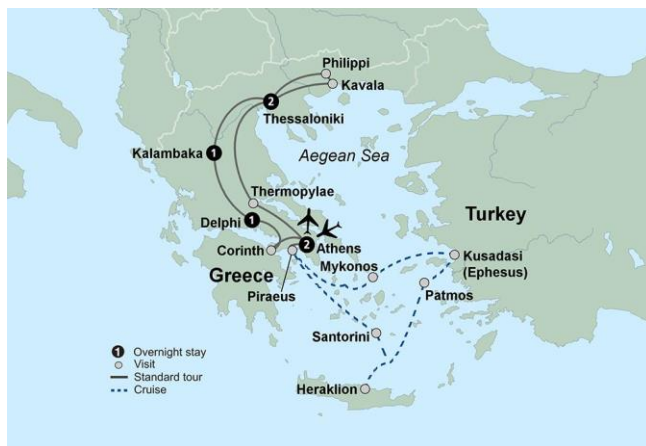 Philippi
Kavala
2
Thessaloniki
Kalambaka
1
Aegean Sea
Thermopylae
Turkey
Delphi
1
2
Athens
Corinth
Greece
Mykonos
Kusadasi
(Ephesus)
Piraeus
Patmos
Santorini
Heraklion
1 Overnight stay
Visit
Standard tour
Cruise